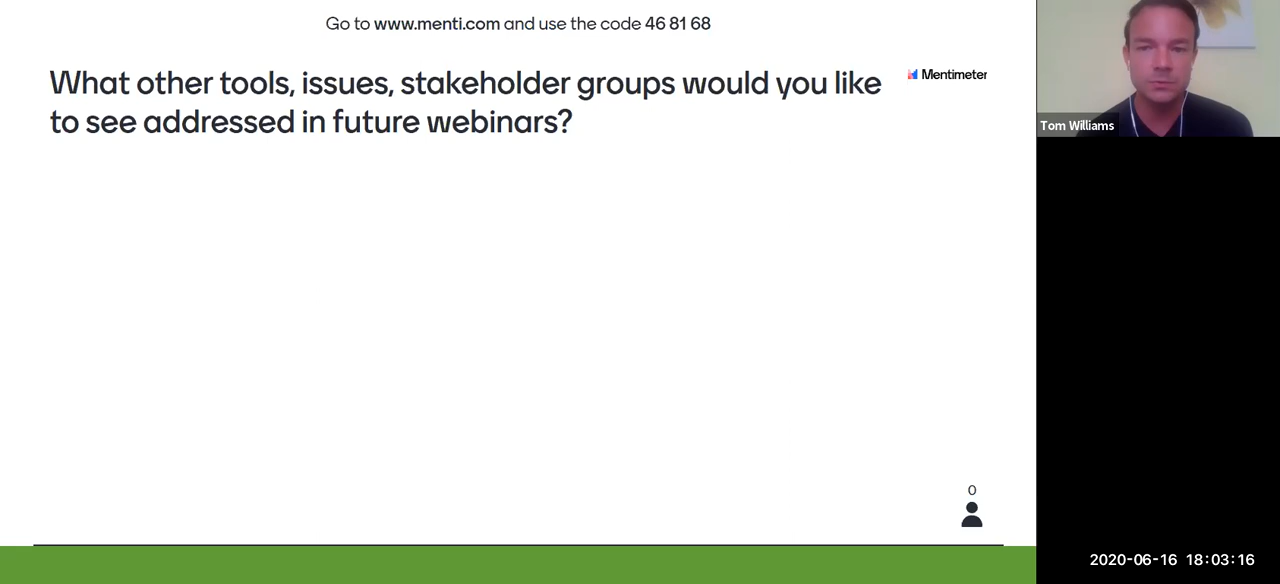 Go to www.menti.com and use the code 46 81 68
What other tools, issues, stakeholder groups would you like
to see addressed in future webinars?
Mentimeter
Tom Williams
0
2020-06-16 18:03:16